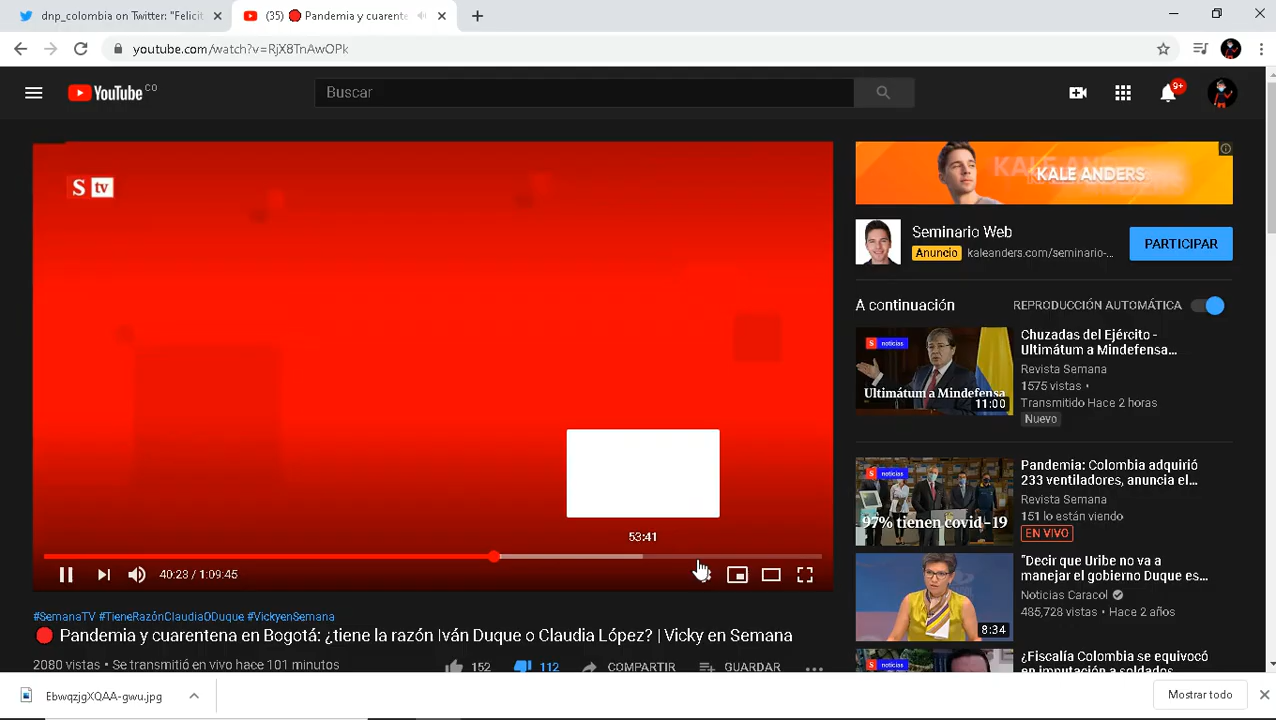 dnp_colombia on Twitter: "Felicit
(35) 🔴 Pandemia y cuarente
youtube.com/watch?v=RjX8TnAwOPk
YouTube CO
Buscar
9+
S tv
53:41
40:23 / 1:09:45
#SemanaTV #TieneRazónClaudiaODuque #VickyenSemana
🔴 Pandemia y cuarentena en Bogotá: ¿tiene la razón Iván Duque o Claudia López? | Vicky en Semana
2080 vistas • Se transmitió en vivo hace 101 minutos
152
112
COMPARTIR
GUARDAR
KALE ANDERS
Seminario Web
Anuncio kaleanders.com/seminario-...
PARTICIPAR
A continuación
REPRODUCCIÓN AUTOMÁTICA
S noticias
Ultimátum a Mindefensa
11:00
Chuzadas del Ejército -
Ultimátum a Mindefensa...
Revista Semana
1575 vistas •
Transmitido Hace 2 horas
Nuevo
S noticias
97% tienen covid-19
Pandemia: Colombia adquirió
233 ventiladores, anuncia el...
Revista Semana
151 lo están viendo
EN VIVO
8:34
"Decir que Uribe no va a
manejar el gobierno Duque es...
Noticias Caracol
485,728 vistas • Hace 2 años
S noticias
¿Fiscalía Colombia se equivocó
en imputación a soldados
EbwqzjgXQAA-gwu.jpg
Mostrar todo